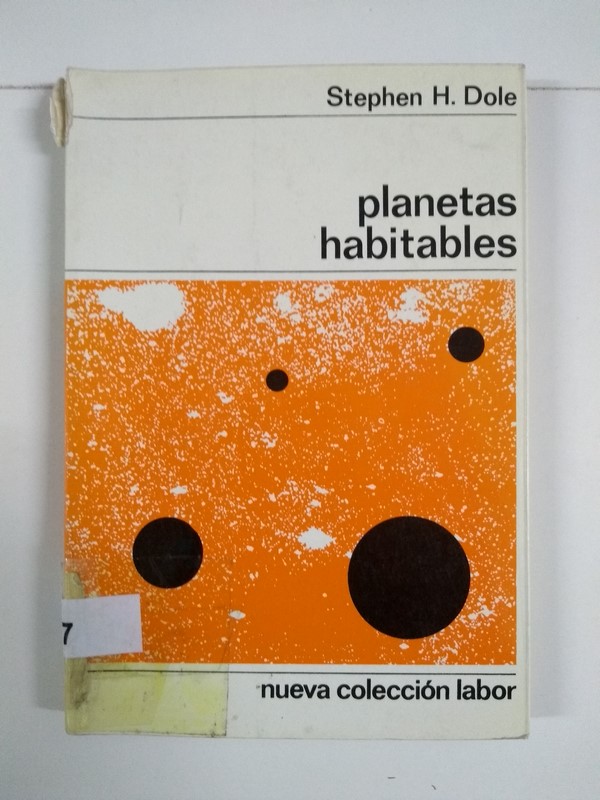 Stephen H. Dole
planetas
habitables
7
nueva colección labor